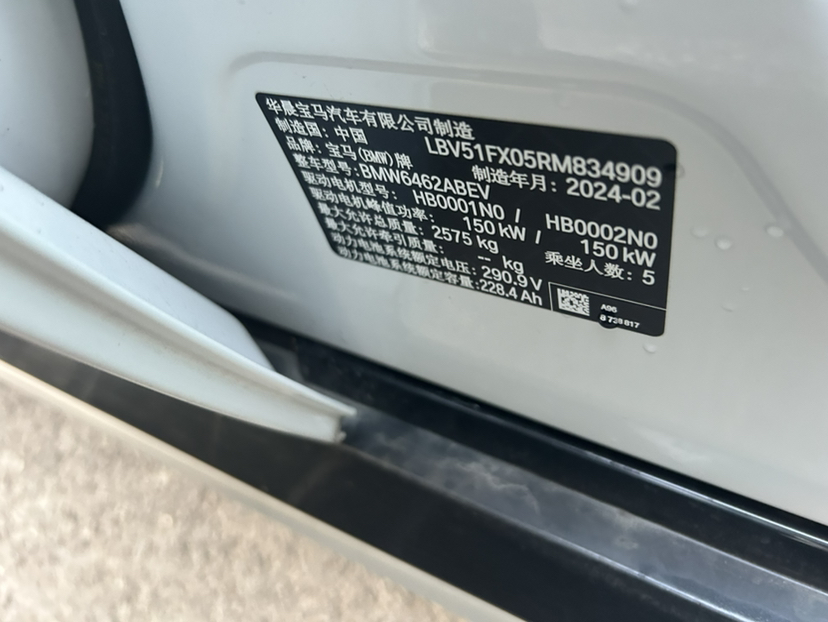 华晨宝马汽车有限公司制造
制造国：中国 LBV51FX05RM834909
品牌：宝马(BMW)牌 制造年月：2024-02
整车型号：BMW6462ABEV
驱动电机型号： HB0001N0 / HB0002N0
驱动电机峰值功率： 150 kW / 150 kW
最大允许总质量： 2575 kg 乘坐人数：5
最大允许牵引质量： -- kg
动力电池系统额定电压：290.9 V
动力电池系统额定容量：228.4 Ah
A96